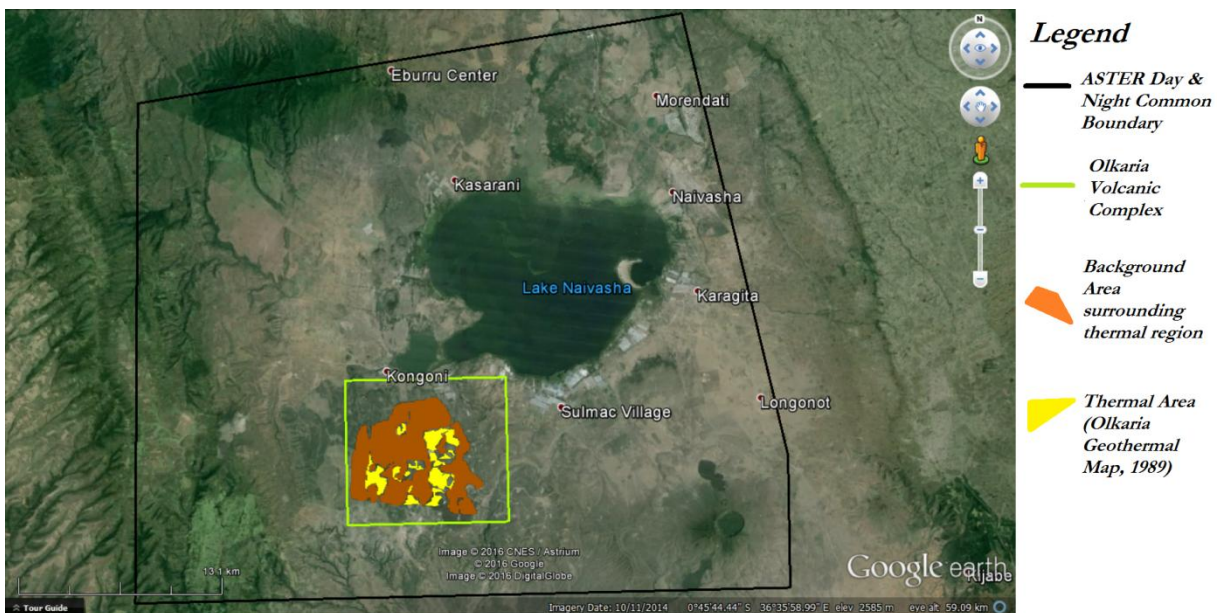 Eburru Center
Morendati
Kasarani
Naivasha
Lake Naivasha
Karagita
Kongoni
Sulmac Village
Longonot
Image © 2016 CNES / Astrium
© 2016 Google
Image © 2016 DigitalGlobe
13.1 km
Google earth
Kijabe
Tour Guide
Imagery Date: 10/11/2014 0°45'44.44" S 36°35'58.99" E elev 2585 m eye alt 59.09 km
N
Legend
ASTER Day &
Night Common
Boundary
Olkaria
Volcanic
Complex
Background
Area
surrounding
thermal region
Thermal Area
(Olkaria
Geothermal
Map, 1989)